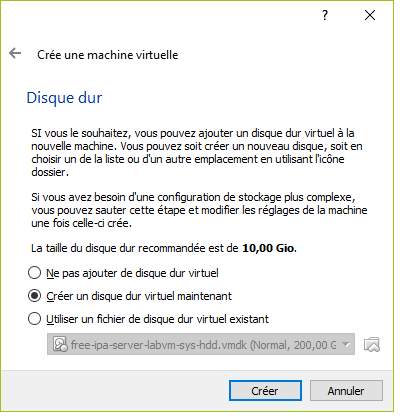 ?
Crée une machine virtuelle
Disque dur
SI vous le souhaitez, vous pouvez ajouter un disque dur virtuel à la
nouvelle machine. Vous pouvez soit créer un nouveau disque, soit en
choisir un de la liste ou d'un autre emplacement en utilisant l'icône
dossier.
Si vous avez besoin d'une configuration de stockage plus complexe,
vous pouvez sauter cette étape et modifier les réglages de la machine
une fois celle-ci crée.
La taille du disque dur recommandée est de 10,00 Gio.
Ne pas ajouter de disque dur virtuel
Créer un disque dur virtuel maintenant
Utiliser un fichier de disque dur virtuel existant
free-ipa-server-labvm-sys-hdd.vmdk (Normal, 200,00 G
Créer
Annuler